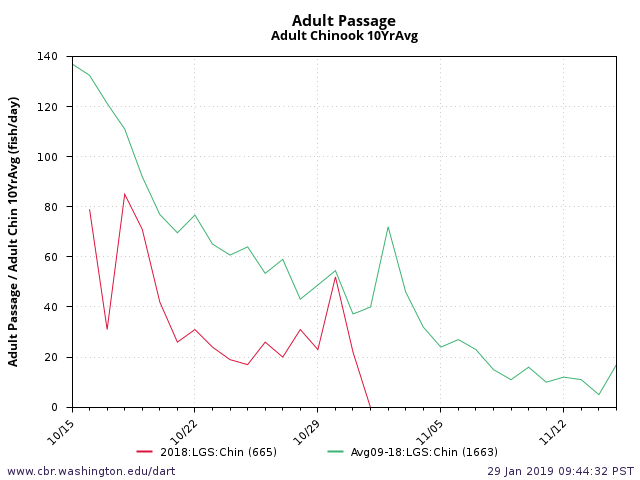 Adult Passage
Adult Chinook 10YrAvg
Adult Passage / Adult Chin 10YrAvg (fish/day)
140
120
100
80
60
40
20
0
10/15
10/22
10/29
11/05
11/12
2018:LGS:Chin (665)
Avg09-18:LGS:Chin (1663)
www.cbr.washington.edu/dart
29 Jan 2019 09:44:32 PST